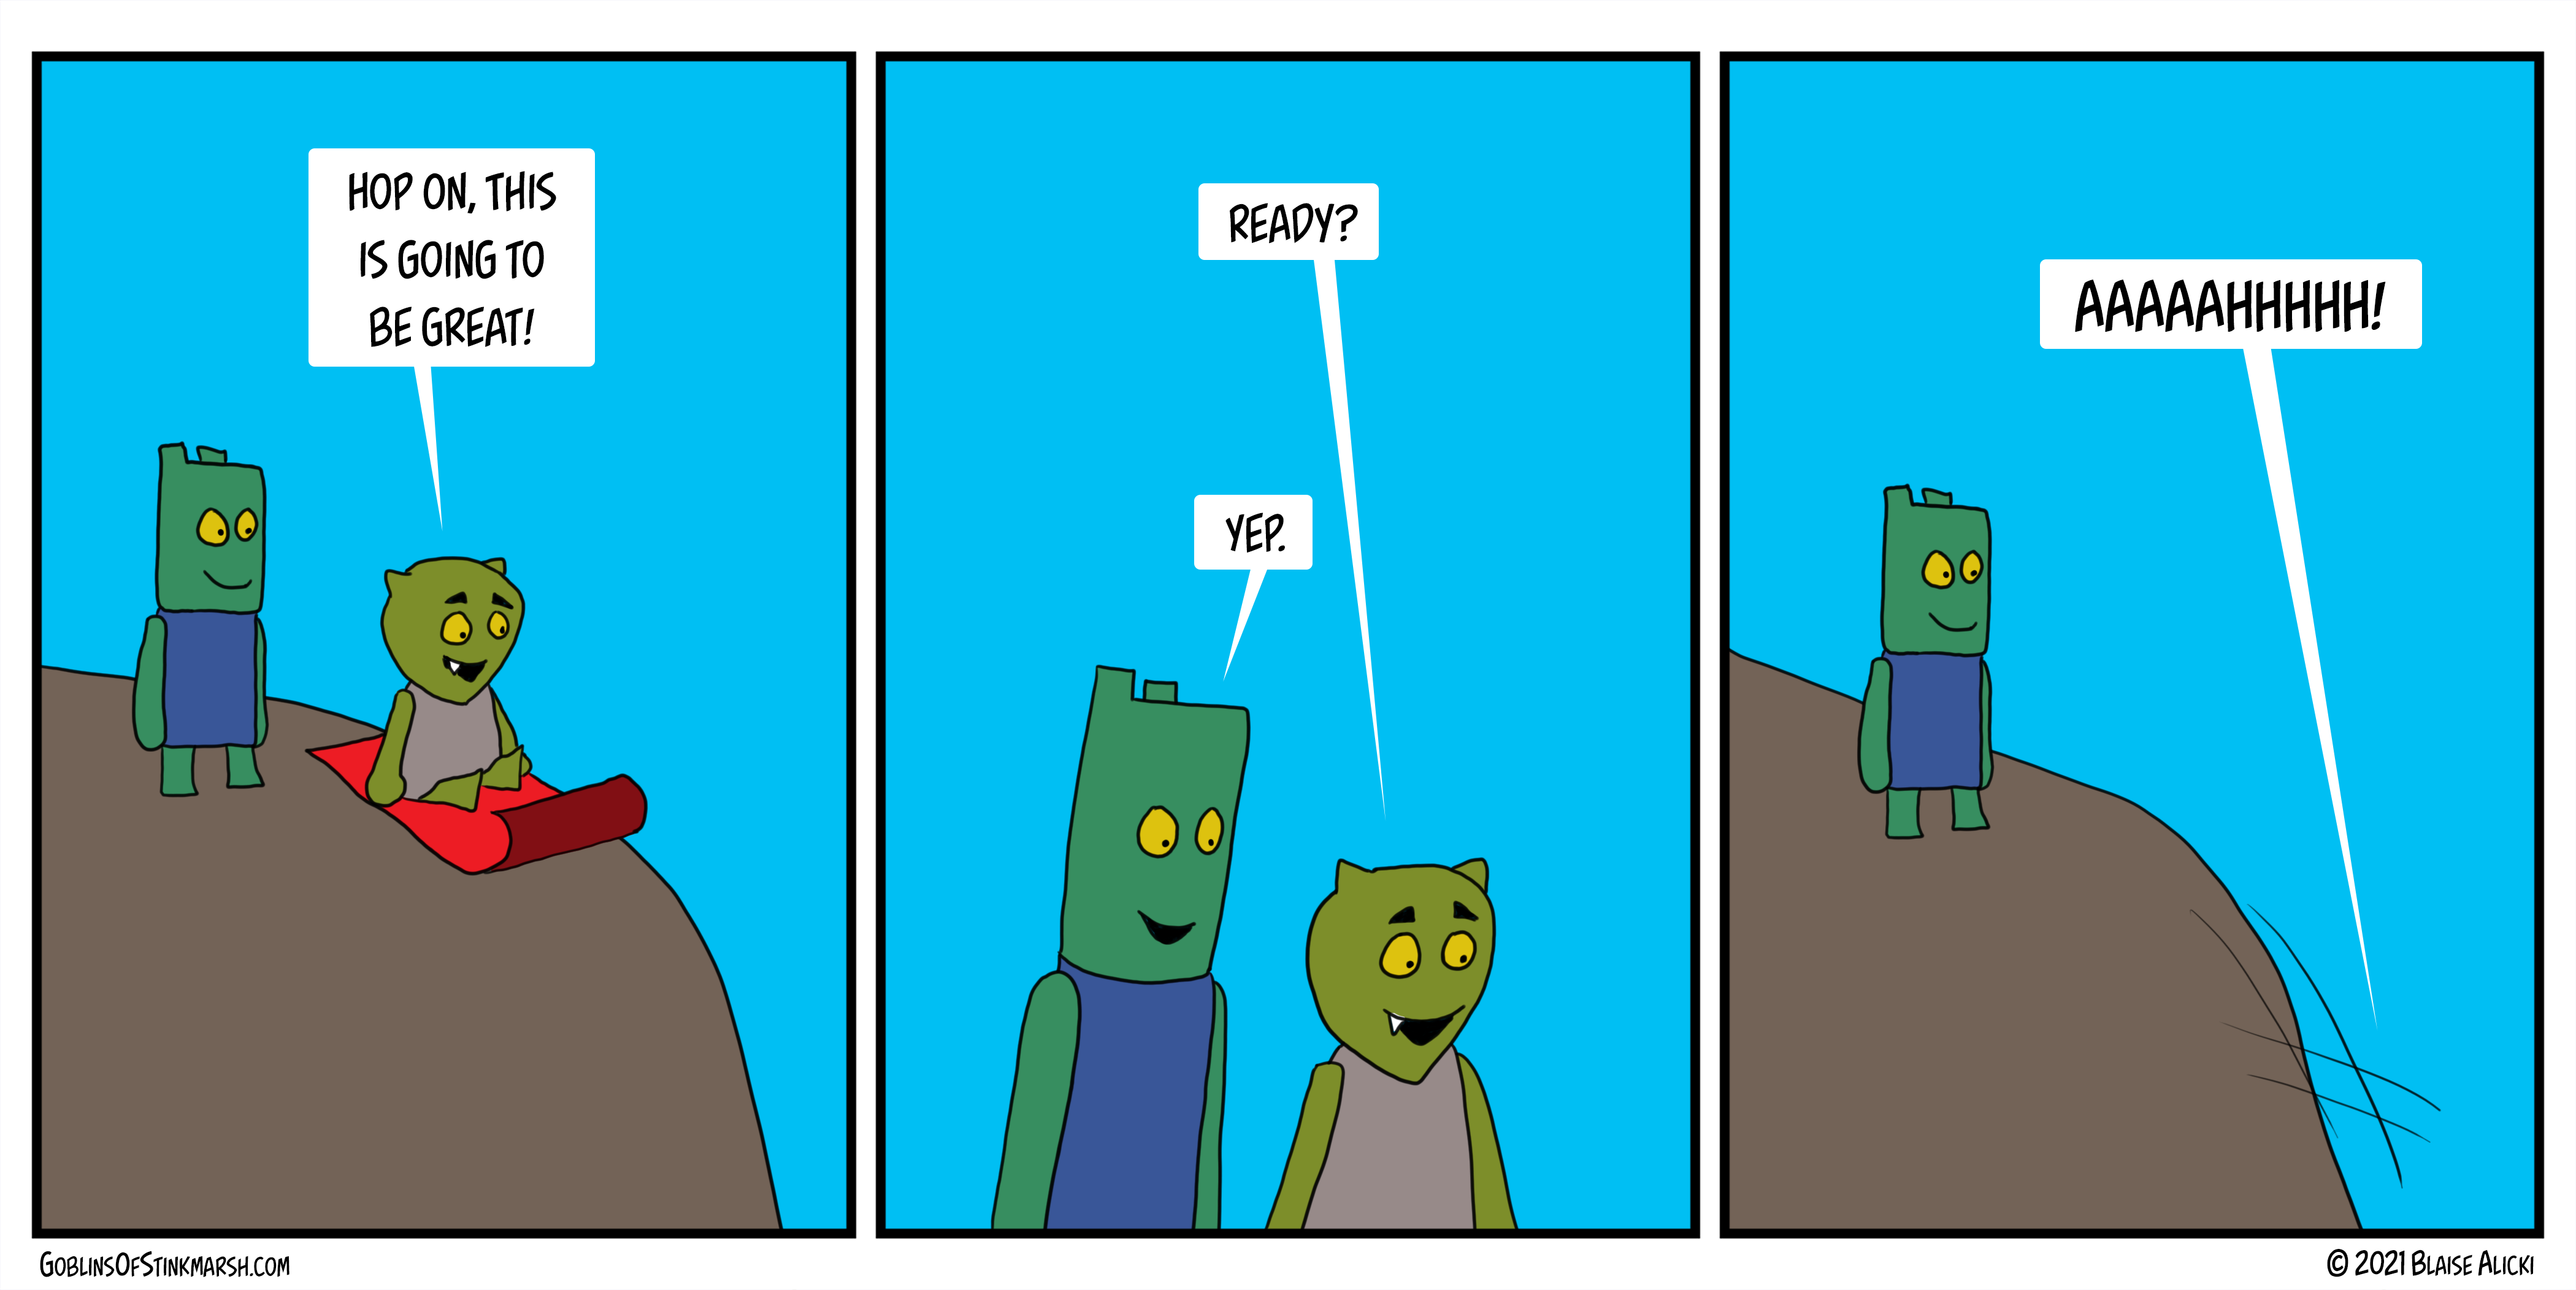 HOP ON, THIS
IS GOING TO
BE GREAT!
READY?
YEP.
AAAAAHHHHH!
GOBLINSOFSTINKMARSH.COM
© 2021 BLAISE ALICKI